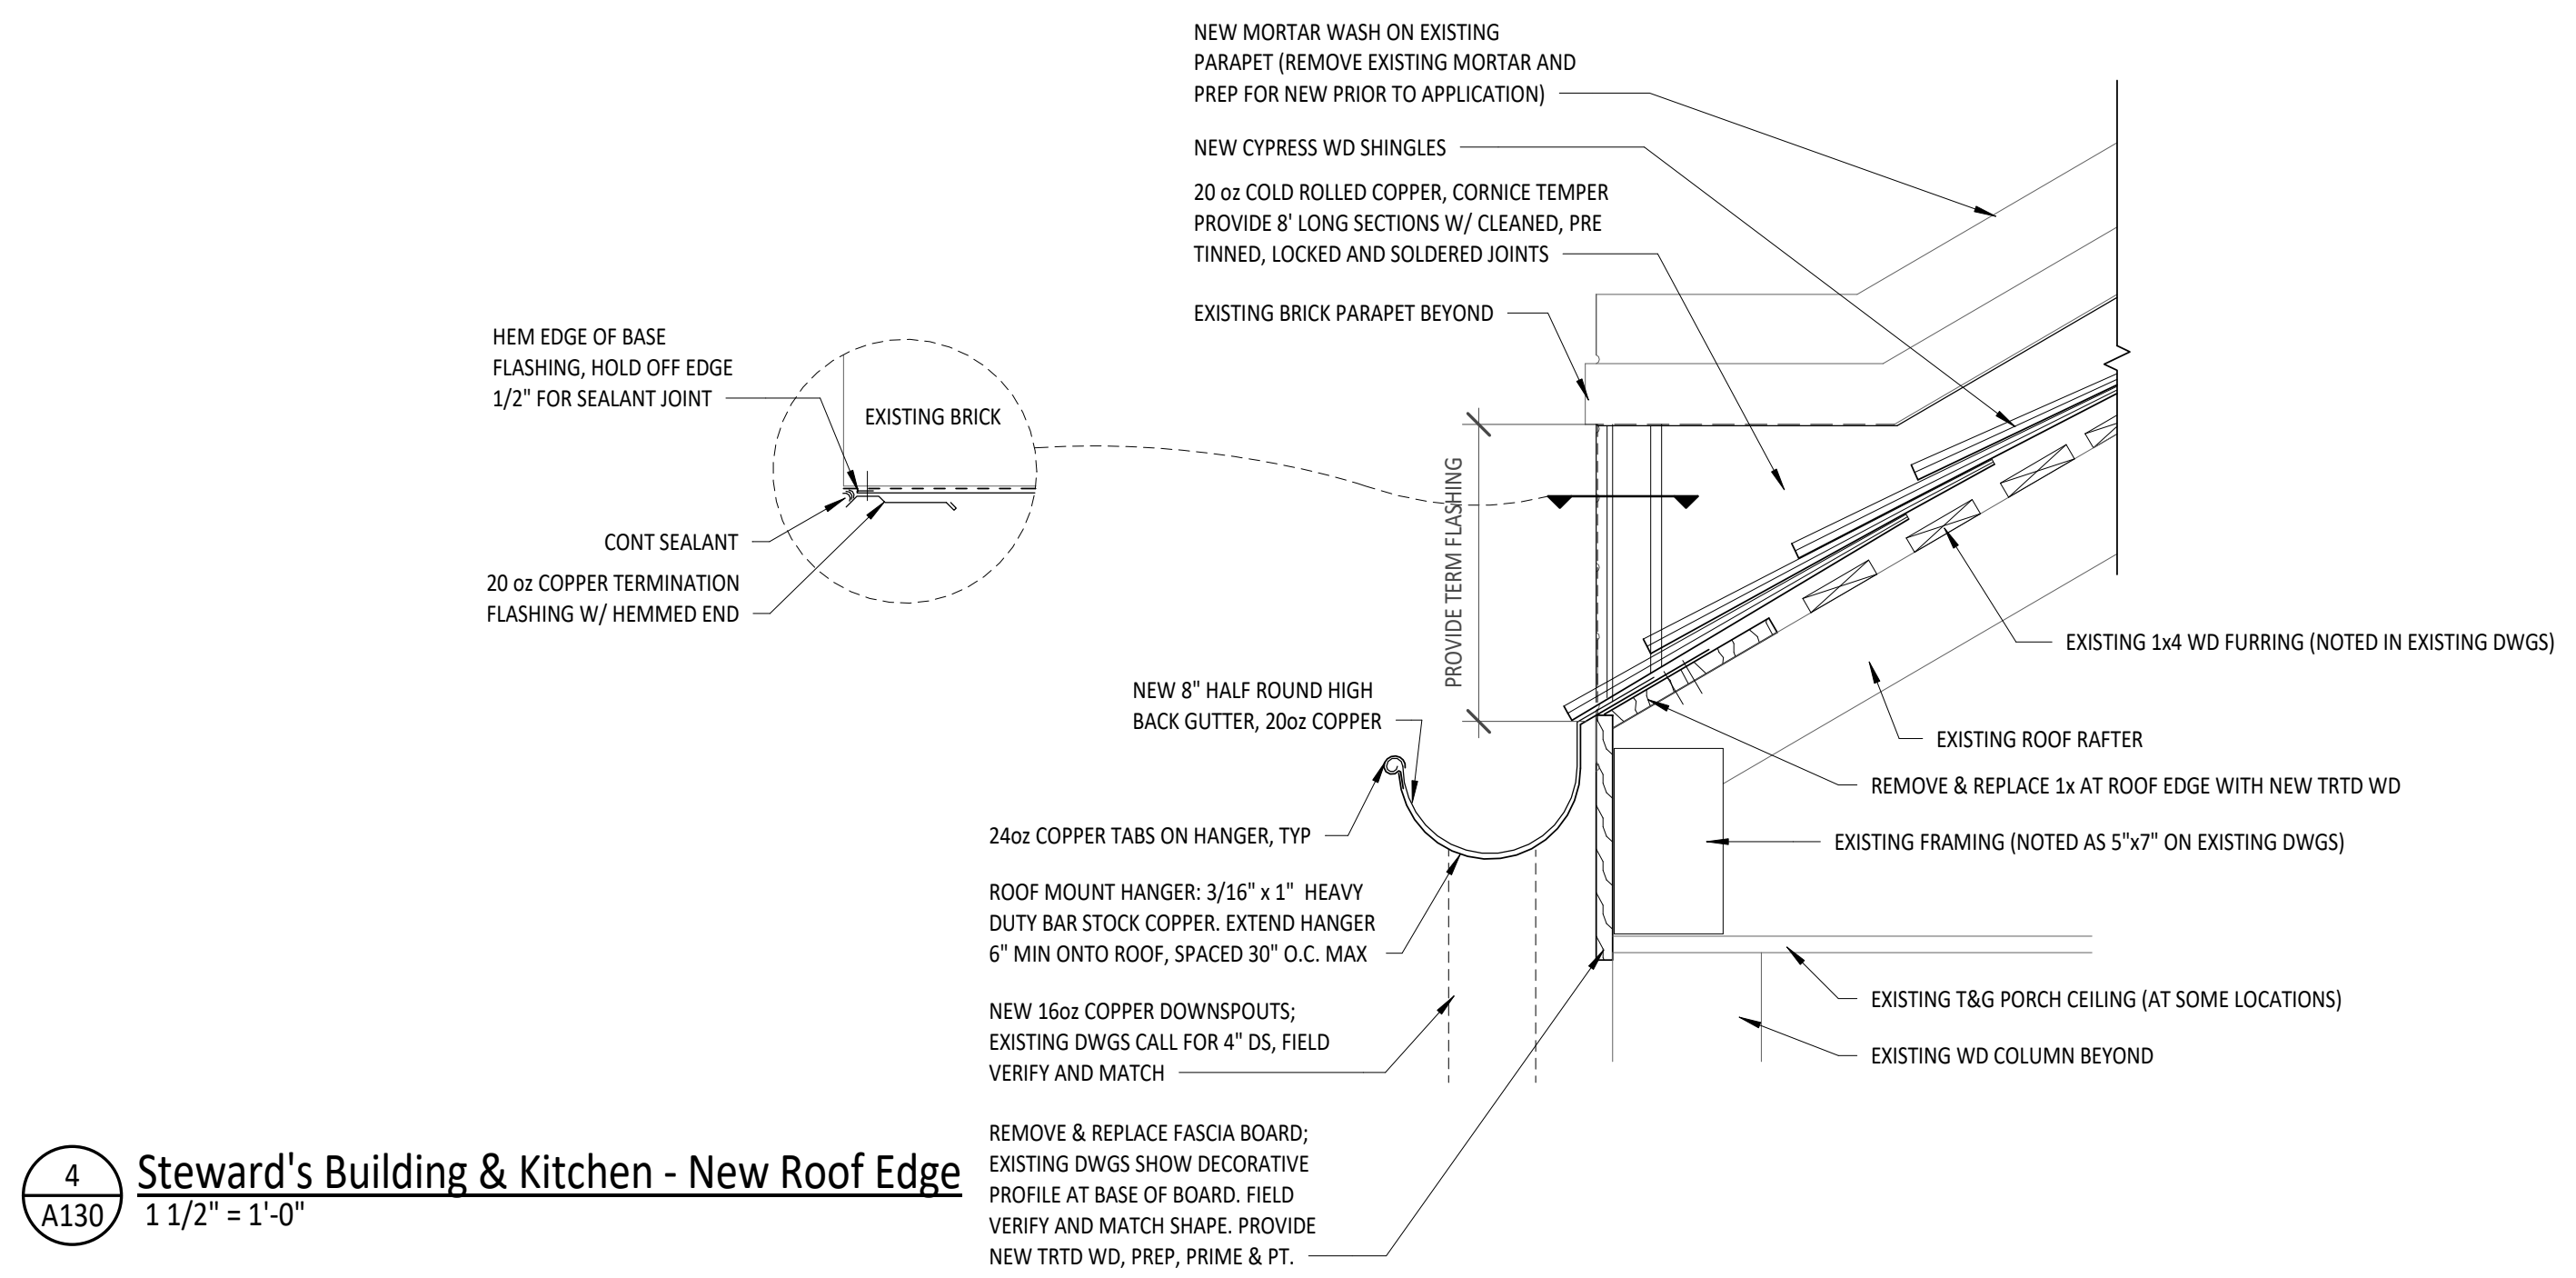 NEW MORTAR WASH ON EXISTING
PARAPET (REMOVE EXISTING MORTAR AND
PREP FOR NEW PRIOR TO APPLICATION)
NEW CYPRESS WD SHINGLES
20 oz COLD ROLLED COPPER, CORNICE TEMPER
PROVIDE 8' LONG SECTIONS W/ CLEANED, PRE
TINNED, LOCKED AND SOLDERED JOINTS
EXISTING BRICK PARAPET BEYOND
HEM EDGE OF BASE
FLASHING, HOLD OFF EDGE
1/2" FOR SEALANT JOINT
EXISTING BRICK
CONT SEALANT
20 oz COPPER TERMINATION
FLASHING W/ HEMMED END
PROVIDE TERM FLASHING
NEW 8" HALF ROUND HIGH
BACK GUTTER, 20oz COPPER
24oz COPPER TABS ON HANGER, TYP
ROOF MOUNT HANGER: 3/16" x 1" HEAVY
DUTY BAR STOCK COPPER. EXTEND HANGER
6" MIN ONTO ROOF, SPACED 30" O.C. MAX
NEW 16oz COPPER DOWNSPOUTS;
EXISTING DWGS CALL FOR 4" DS, FIELD
VERIFY AND MATCH
REMOVE & REPLACE FASCIA BOARD;
EXISTING DWGS SHOW DECORATIVE
PROFILE AT BASE OF BOARD. FIELD
VERIFY AND MATCH SHAPE. PROVIDE
NEW TRTD WD, PREP, PRIME & PT.
EXISTING 1x4 WD FURRING (NOTED IN EXISTING DWGS)
EXISTING ROOF RAFTER
REMOVE & REPLACE 1x AT ROOF EDGE WITH NEW TRTD WD
EXISTING FRAMING (NOTED AS 5"x7" ON EXISTING DWGS)
EXISTING T&G PORCH CEILING (AT SOME LOCATIONS)
EXISTING WD COLUMN BEYOND
4
A130
Steward's Building & Kitchen - New Roof Edge
1 1/2" = 1'-0"